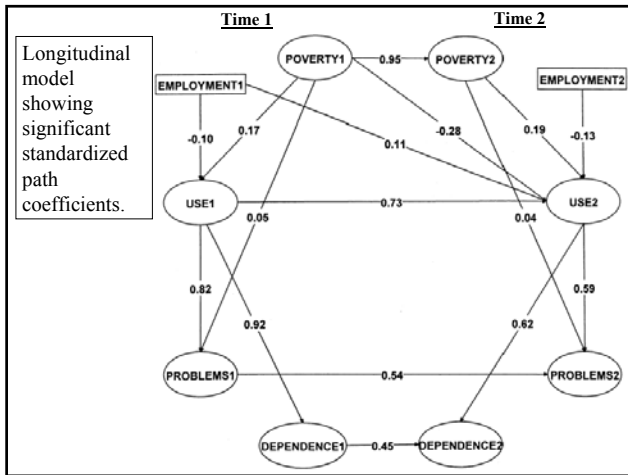 Time 1
Time 2
Longitudinal
model
showing
significant
standardized
path
coefficients.
POVERTY1
0.95
POVERTY2
EMPLOYMENT1
EMPLOYMENT2
-0.10
0.17
0.11
-0.28
0.19
-0.13
USE1
0.73
USE2
0.05
0.04
0.82
0.92
0.62
0.59
PROBLEMS1
0.54
PROBLEMS2
DEPENDENCE1
0.45
DEPENDENCE2